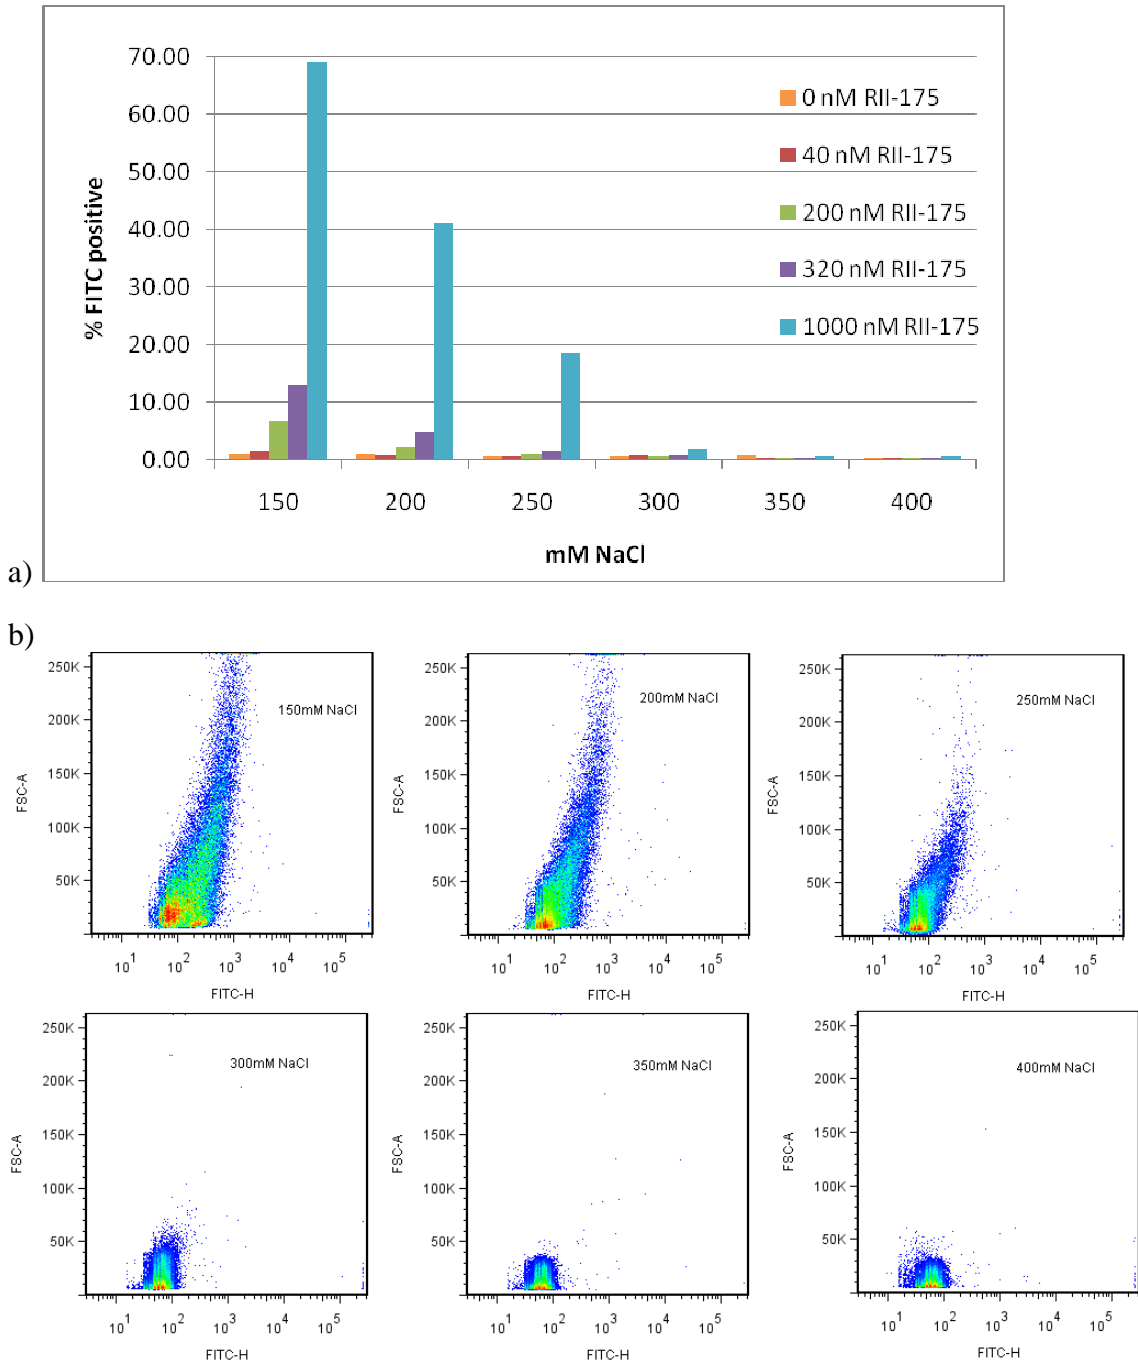 70.00
60.00
50.00
40.00
30.00
20.00
10.00
0.00
% FITC positive
0 nM RII-175
40 nM RII-175
200 nM RII-175
320 nM RII-175
1000 nM RII-175
150 200 250 300 350 400
mM NaCl
a)
b)
250K
200K
150K
100K
50K
FSC-A
150mM NaCl
10^1 10^2 10^3 10^4 10^5
FITC-H
250K
200K
150K
100K
50K
FSC-A
200mM NaCl
10^1 10^2 10^3 10^4 10^5
FITC-H
250K
200K
150K
100K
50K
FSC-A
250mM NaCl
10^1 10^2 10^3 10^4 10^5
FITC-H
250K
200K
150K
100K
50K
FSC-A
300mM NaCl
10^1 10^2 10^3 10^4 10^5
FITC-H
250K
200K
150K
100K
50K
FSC-A
350mM NaCl
10^1 10^2 10^3 10^4 10^5
FITC-H
250K
200K
150K
100K
50K
FSC-A
400mM NaCl
10^1 10^2 10^3 10^4 10^5
FITC-H